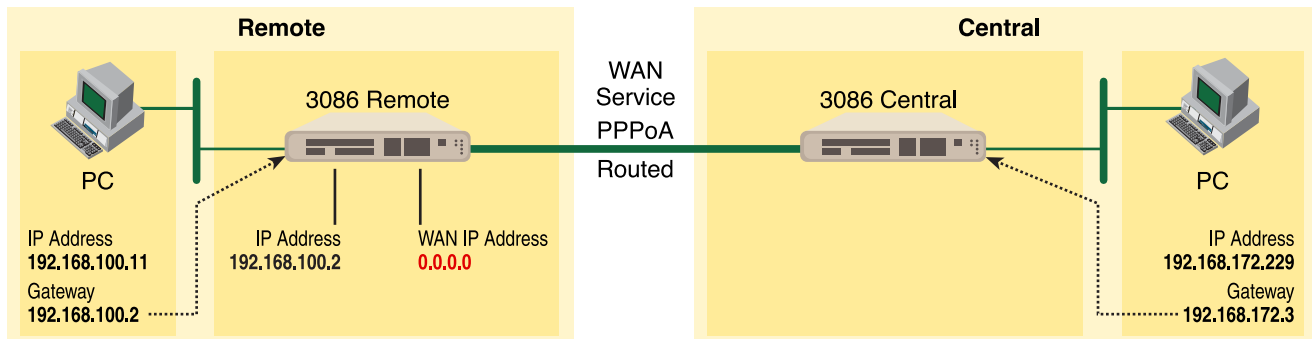 Remote
PC
IP Address
192.168.100.11
Gateway
192.168.100.2
3086 Remote
IP Address
192.168.100.2
WAN IP Address
0.0.0.0
WAN
Service
PPPoA
Routed
Central
3086 Central
PC
IP Address
192.168.172.229
Gateway
192.168.172.3